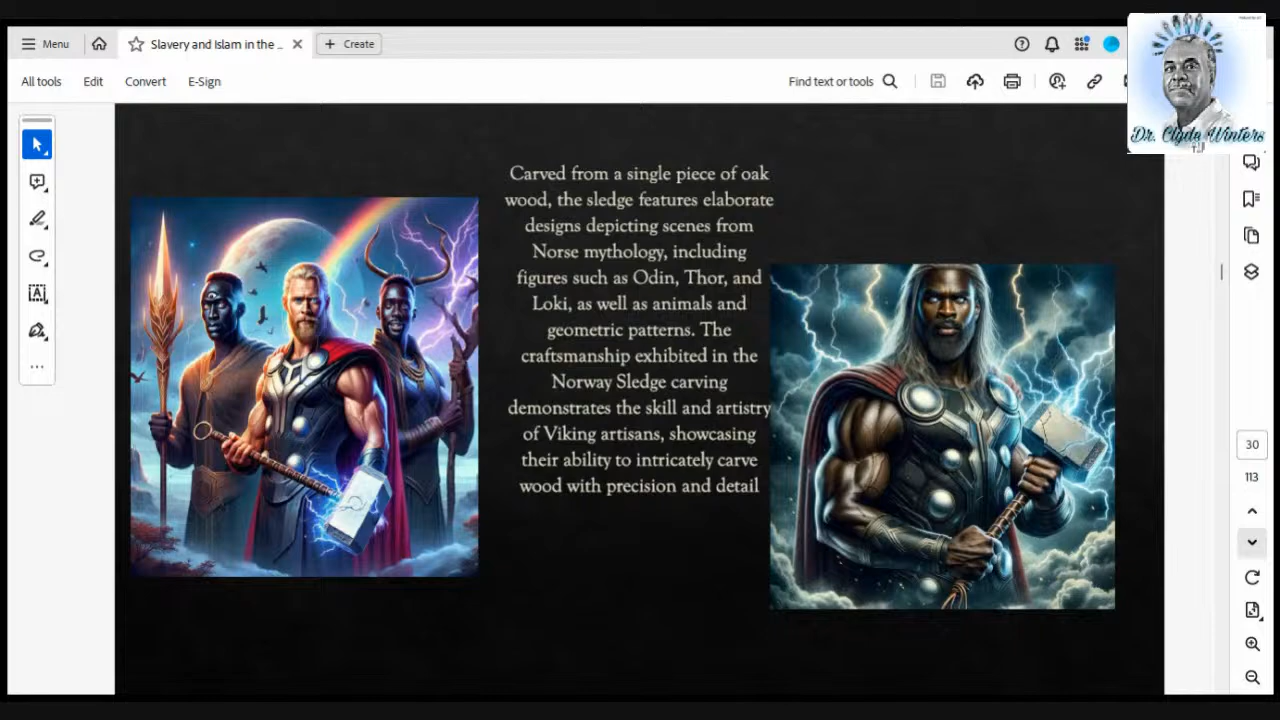 Menu
Slavery and Islam in the ...
Create
All tools
Edit
Convert
E-Sign
Find text or tools
Dr. Clyde Winters
Carved from a single piece of oak
wood, the sledge features elaborate
designs depicting scenes from
Norse mythology, including
figures such as Odin, Thor, and
Loki, as well as animals and
geometric patterns. The
craftsmanship exhibited in the
Norway Sledge carving
demonstrates the skill and artistry
of Viking artisans, showcasing
their ability to intricately carve
wood with precision and detail
30
113